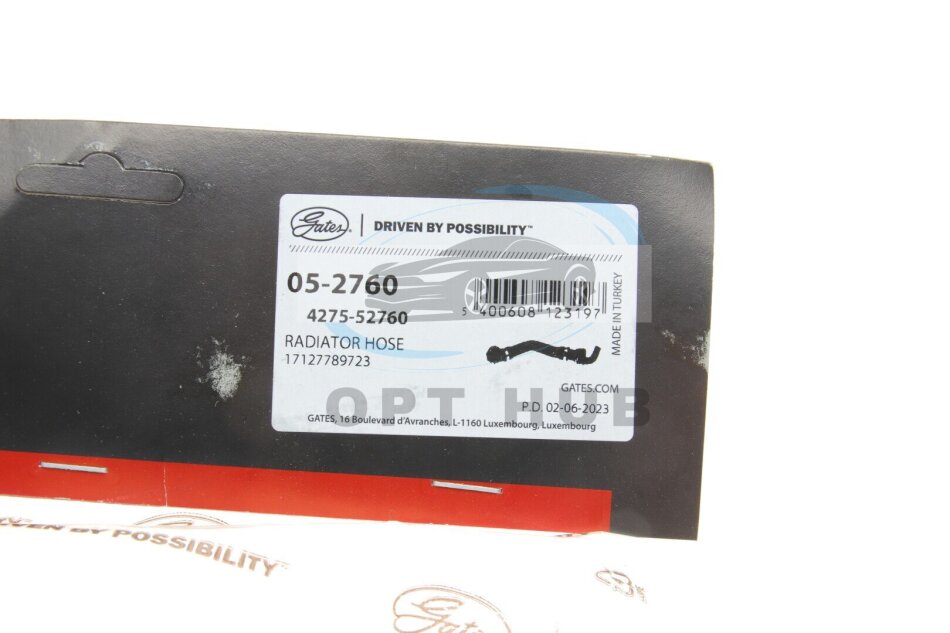 Gates
DRIVEN BY POSSIBILITY™
05-2760
4275-52760
5 400608 123197
RADIATOR HOSE
17127789723
MADE IN TURKEY
GATES.COM
P.D. 02-06-2023
GATES, 16 Boulevard d'Avranches, L-1160 Luxembourg, Luxembourg
OPT HUB
DRIVEN BY POSSIBILITY™
Gates